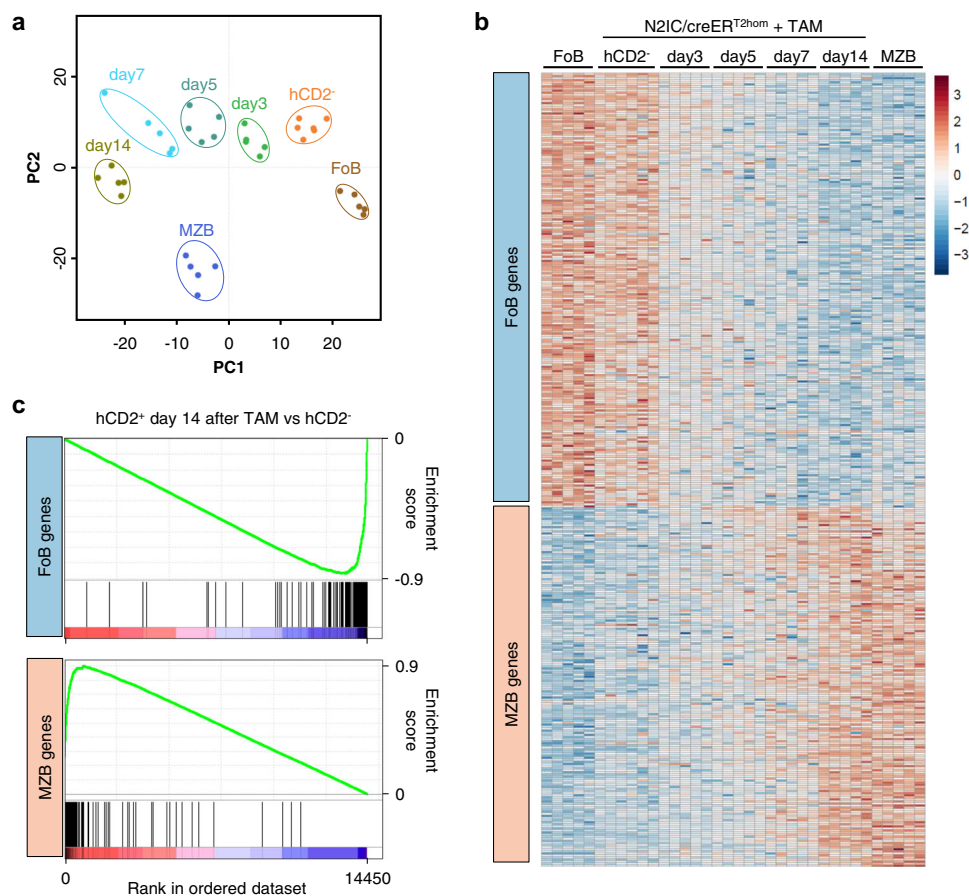 a
day7
day5
day3
hCD2-
day14
FoB
MZB
20
0
-20
PC2
-20
-10
0
10
20
PC1
b
N2IC/creERT2hom + TAM
FoB
hCD2-
day3
day5
day7
day14
MZB
FoB genes
MZB genes
3
2
1
0
−1
−2
−3
c
hCD2+ day 14 after TAM vs hCD2-
FoB genes
0
-0.9
Enrichment
score
MZB genes
0.9
0
Enrichment
score
0
14450
Rank in ordered dataset